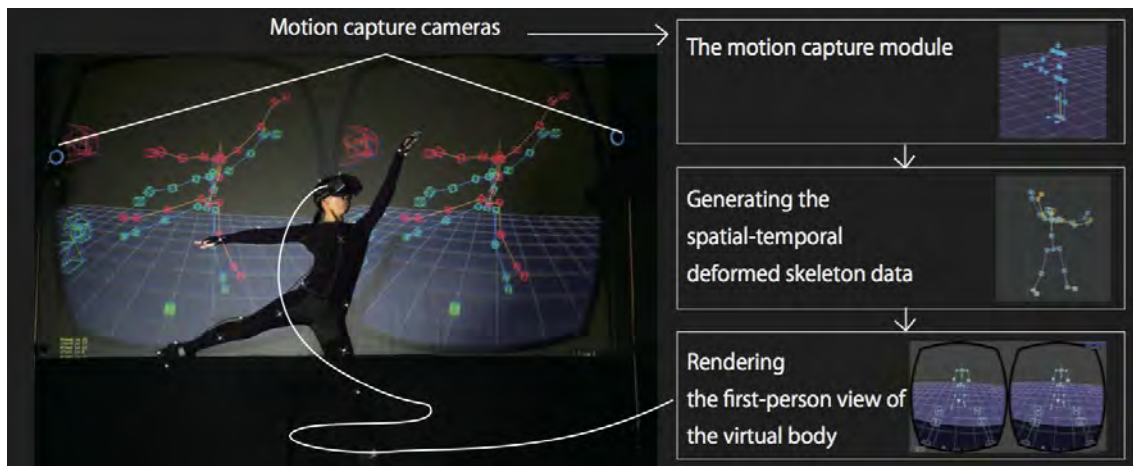 Motion capture cameras
The motion capture module
Generating the
spatial-temporal
deformed skeleton data
Rendering
the first-person view of
the virtual body